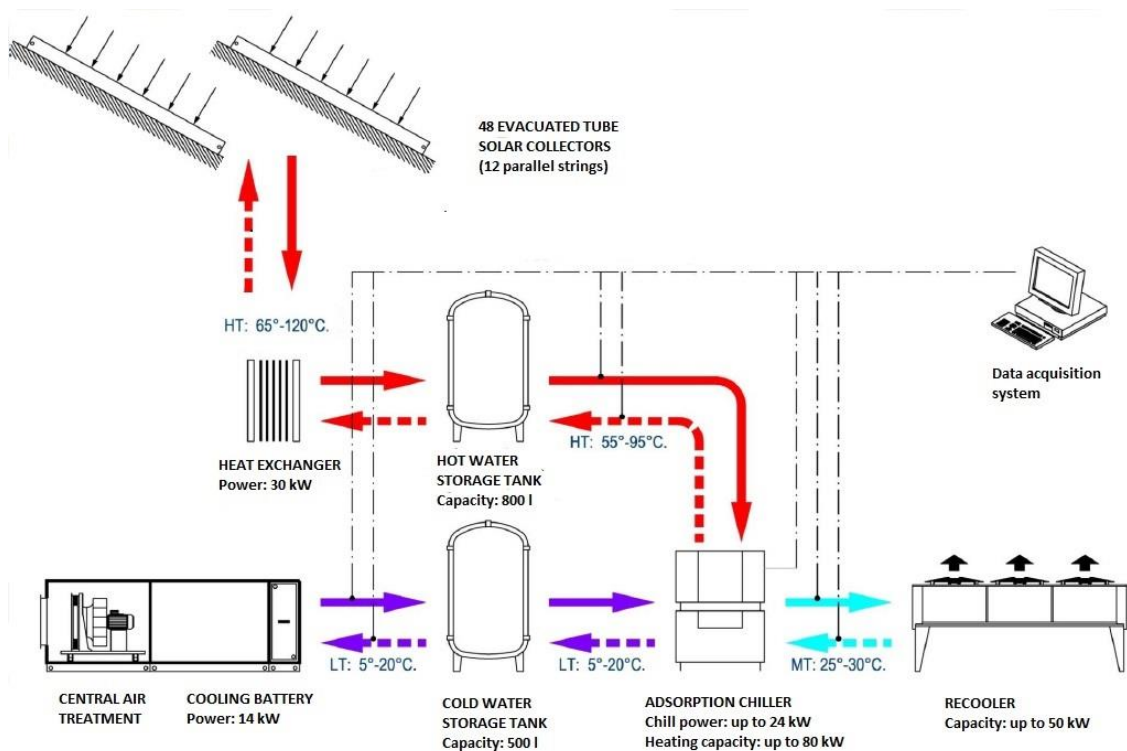 48 EVACUATED TUBE
SOLAR COLLECTORS
(12 parallel strings)
HT: 65°-120°C.
Data acquisition
system
HT: 55°-95°C.
HEAT EXCHANGER
Power: 30 kW
HOT WATER
STORAGE TANK
Capacity: 800 l
LT: 5°-20°C.
LT: 5°-20°C.
MT: 25°-30°C.
CENTRAL AIR
TREATMENT
COOLING BATTERY
Power: 14 kW
COLD WATER
STORAGE TANK
Capacity: 500 l
ADSORPTION CHILLER
Chill power: up to 24 kW
Heating capacity: up to 80 kW
RECOOLER
Capacity: up to 50 kW